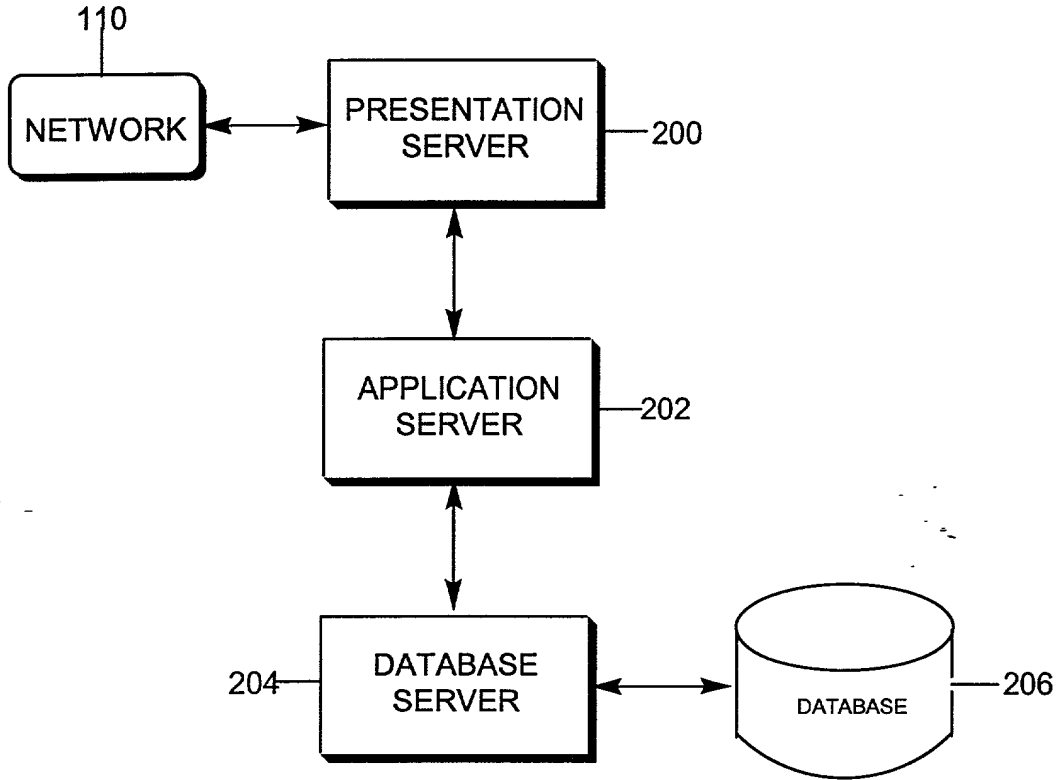 110
NETWORK
PRESENTATION
SERVER
200
APPLICATION
SERVER
202
204
DATABASE
SERVER
DATABASE
206